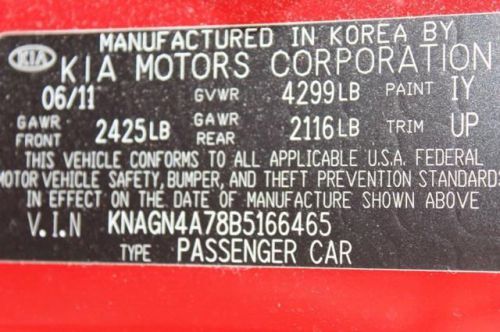 MANUFACTURED IN KOREA BY
KIA KIA MOTORS CORPORATION
06/11 GVWR 4299LB PAINT IY
GAWR FRONT 2425LB GAWR REAR 2116LB TRIM UP
THIS VEHICLE CONFORMS TO ALL APPLICABLE U.S.A. FEDERAL
MOTOR VEHICLE SAFETY, BUMPER, AND THEFT PREVENTION STANDARDS
IN EFFECT ON THE DATE OF MANUFACTURE SHOWN ABOVE
V.I.N KNAGN4A78B5166465
TYPE PASSENGER CAR